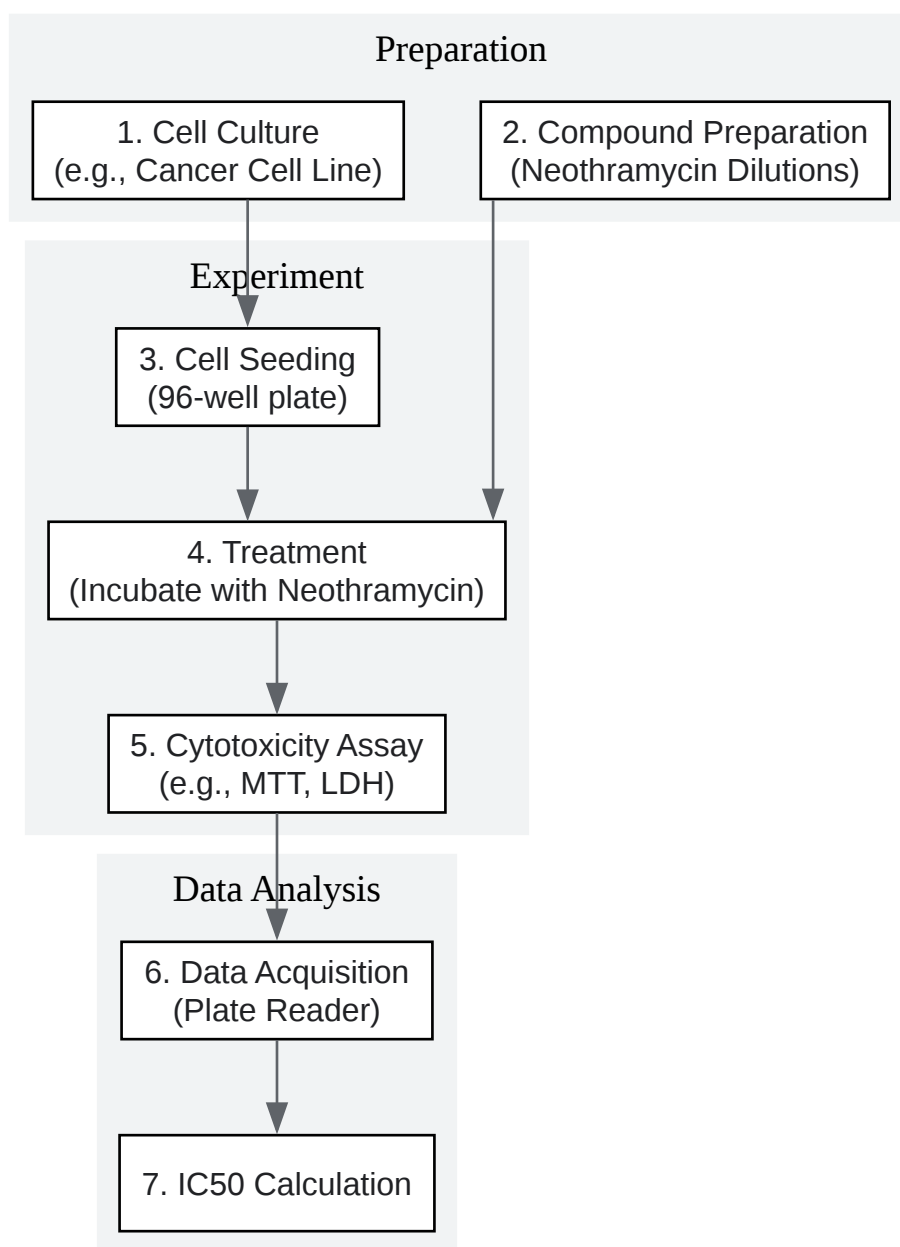 Preparation
1. Cell Culture
(e.g., Cancer Cell Line)
2. Compound Preparation
(Neothramycin Dilutions)
Experiment
3. Cell Seeding
(96-well plate)
4. Treatment
(Incubate with Neothramycin)
5. Cytotoxicity Assay
(e.g., MTT, LDH)
Data Analysis
6. Data Acquisition
(Plate Reader)
7. IC50 Calculation